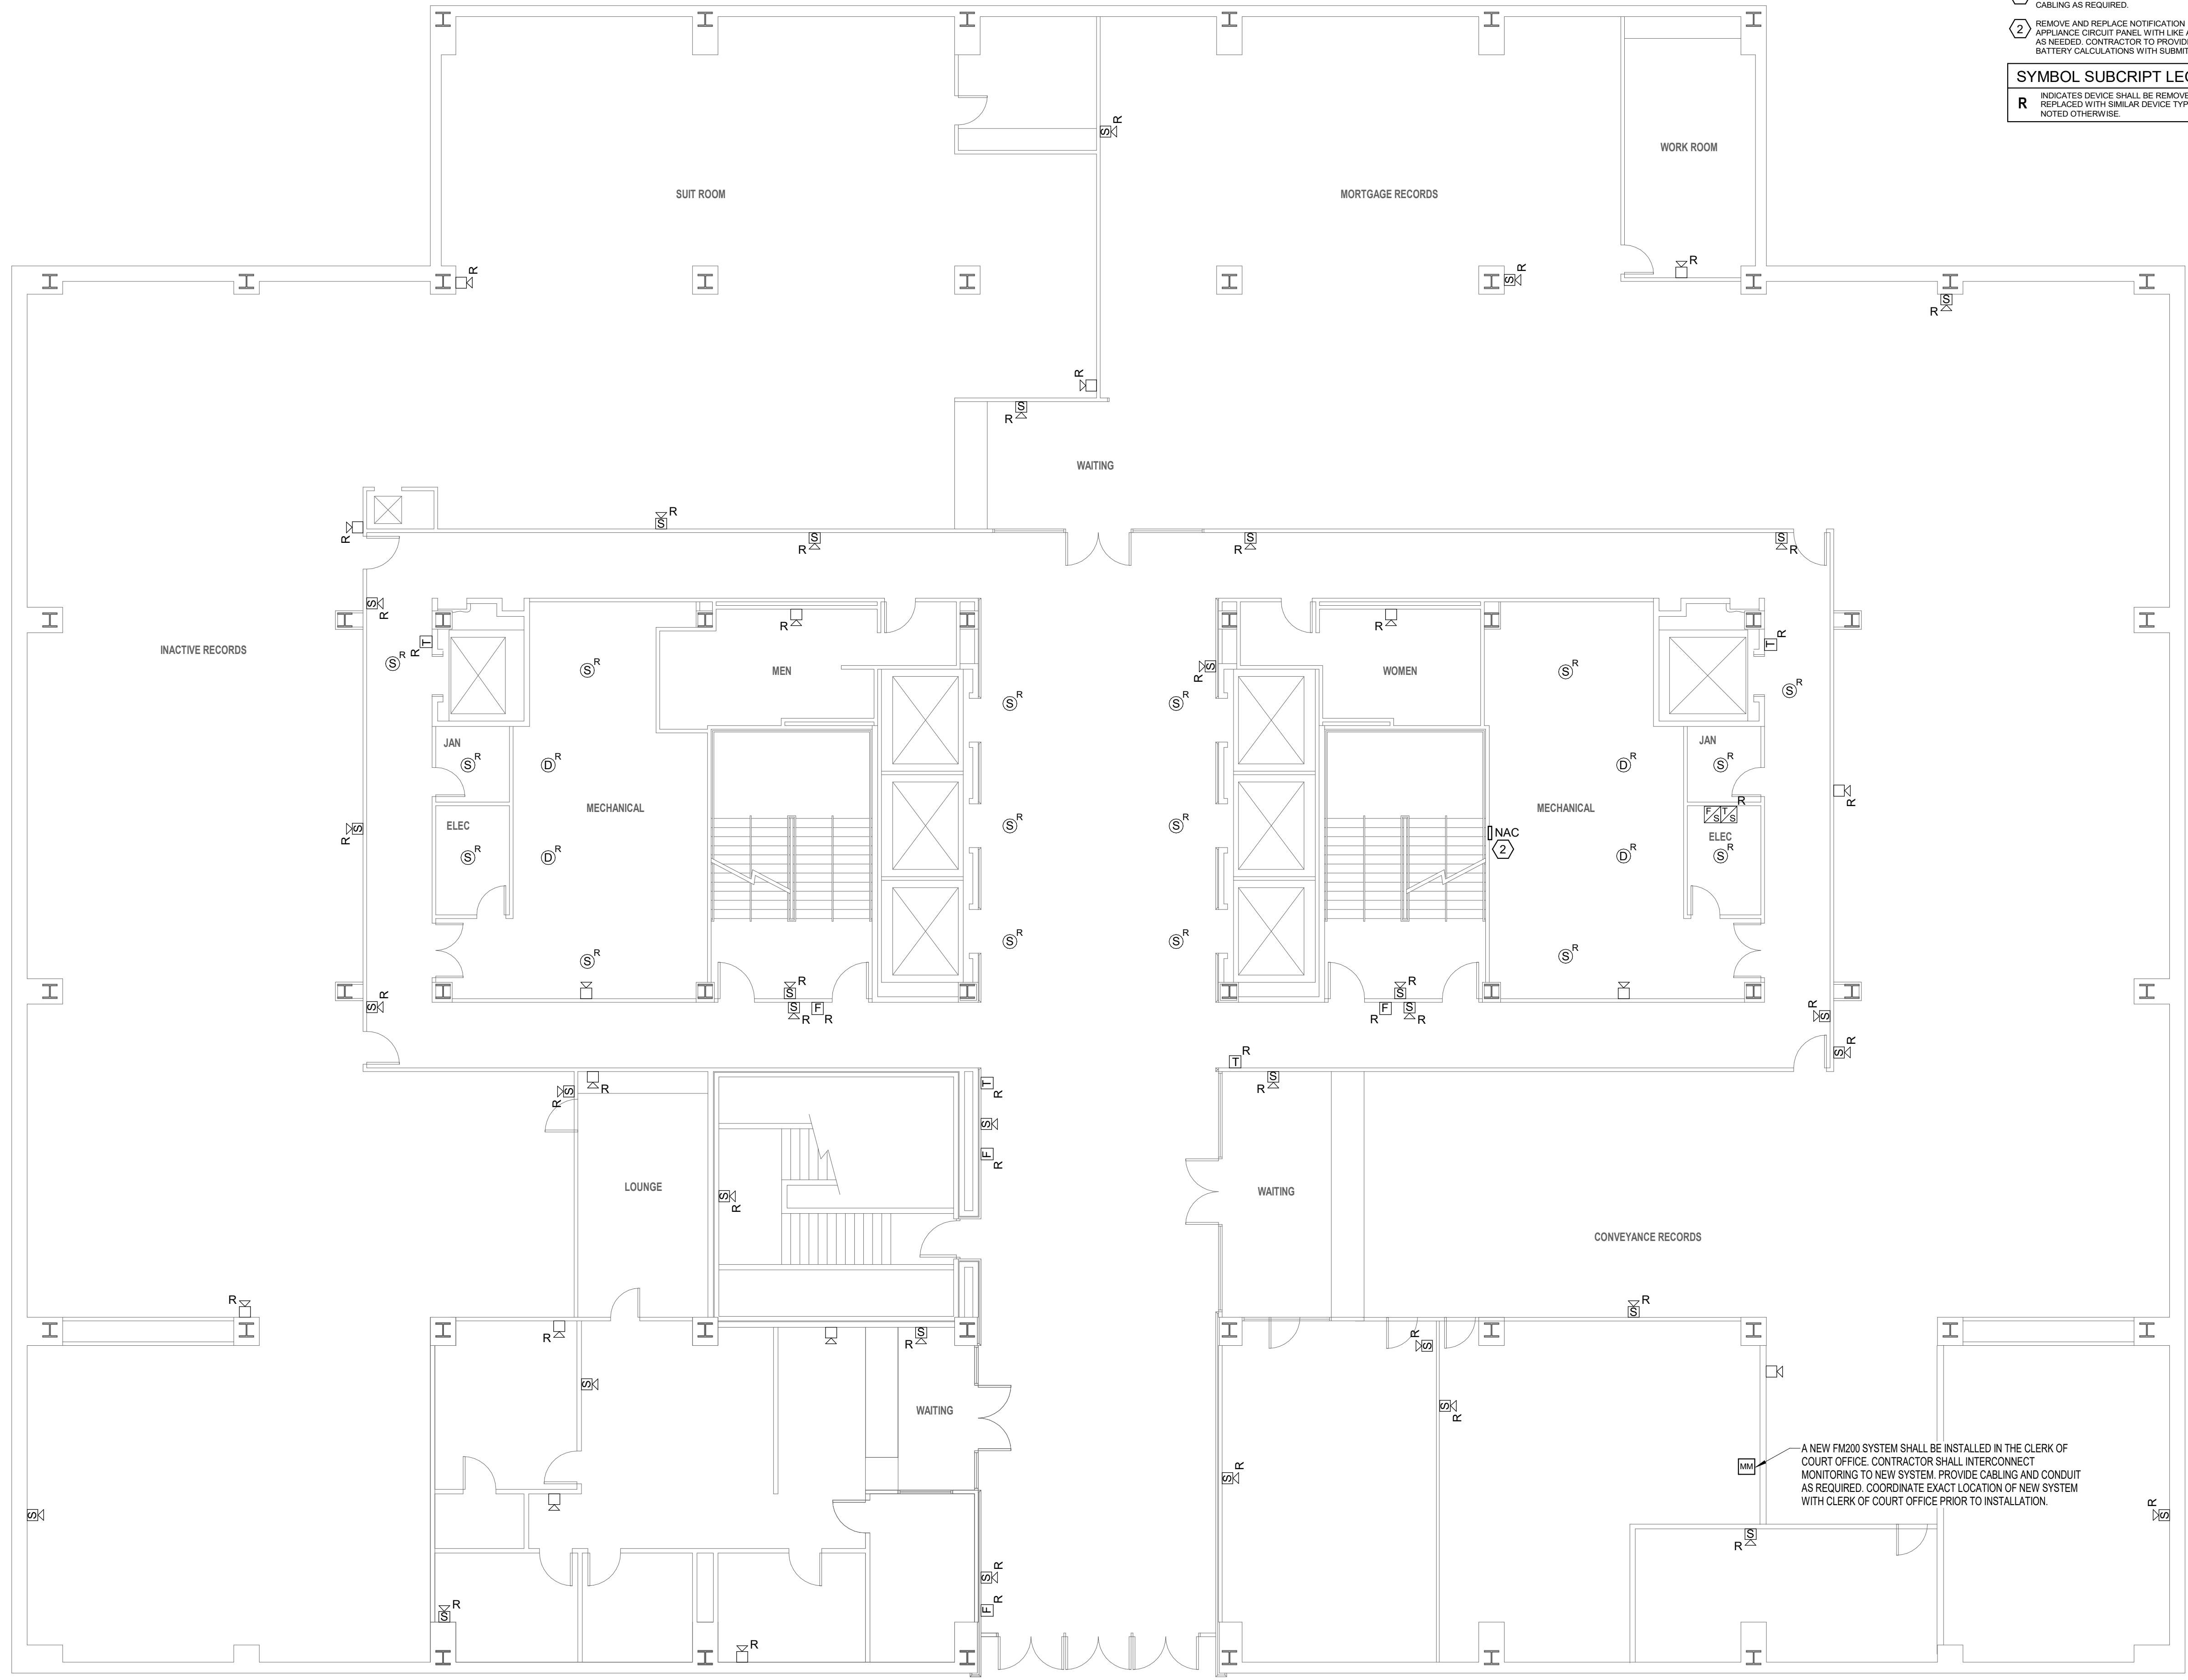 CABLING AS REQUIRED.
2 REMOVE AND REPLACE NOTIFICATION
APPLIANCE CIRCUIT PANEL WITH LIKE
AS NEEDED. CONTRACTOR TO PROVID
BATTERY CALCULATIONS WITH SUBMIT
SYMBOL SUBCRIPT LEG
R INDICATES DEVICE SHALL BE REMOVE
REPLACED WITH SIMILAR DEVICE TYP
NOTED OTHERWISE.
S R
WORK ROOM
SUIT ROOM
MORTGAGE RECORDS
R
R
S R
R
S R
R
S R
WAITING
R
S
R
S R
S R
S R
S R
R
R
INACTIVE RECORDS
T R
S R
S R
MEN
S R
WOMEN
S R
T R
S R
S R
S R
JAN
S R
D R
JAN
S R
D R
R
MECHANICAL
MECHANICAL
R
F S T S
ELEC
S R
S R
S R
NAC
2
ELEC
S R
D R
S R
D R
S R
S R
S R
S R
S R
S R
S R
S R
F R
S R
F R
S R
S R
S R
T R
S R
S R
R
T R
S
F R
S R
LOUNGE
WAITING
CONVEYANCE RECORDS
R
S R
R
S R
S R
S
WAITING
S R
A NEW FM200 SYSTEM SHALL BE INSTALLED IN THE CLERK OF
COURT OFFICE. CONTRACTOR SHALL INTERCONNECT
MM MONITORING TO NEW SYSTEM. PROVIDE CABLING AND CONDUIT
AS REQUIRED. COORDINATE EXACT LOCATION OF NEW SYSTEM
WITH CLERK OF COURT OFFICE PRIOR TO INSTALLATION.
S R
S
S R
S R
S R
F R
S R
R